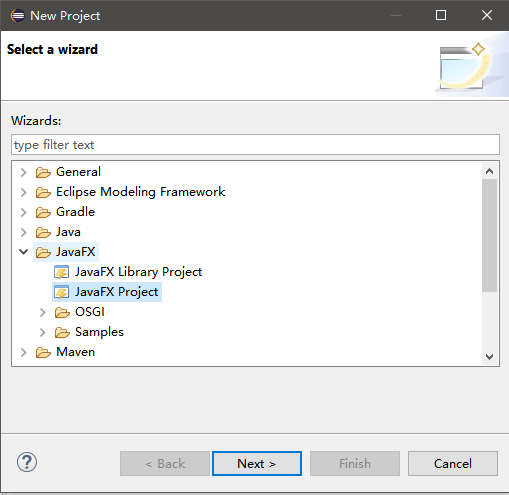 New Project
Select a wizard
Wizards:
type filter text
General
Eclipse Modeling Framework
Gradle
Java
JavaFX
JavaFX Library Project
JavaFX Project
OSGI
Samples
Maven
?
< Back
Next >
Finish
Cancel